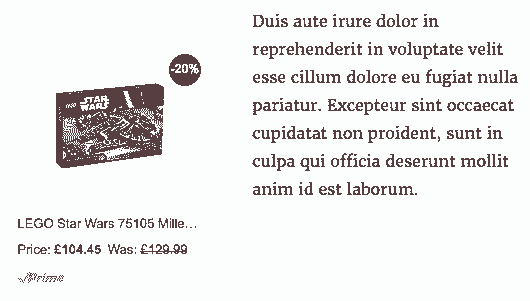 -20%
STAR
WARS
LEGO Star Wars 75105 Mille...
Price: £104.45 Was: £129.99
Prime
Duis aute irure dolor in
reprehenderit in voluptate velit
esse cillum dolore eu fugiat nulla
pariatur. Excepteur sint occaecat
cupidatat non proident, sunt in
culpa qui officia deserunt mollit
anim id est laborum.